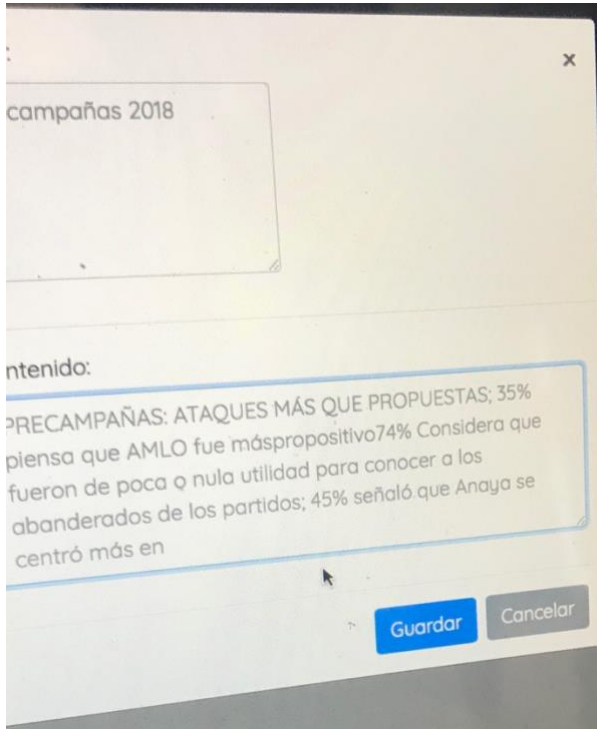 :
x
campañas 2018
ntenido:
PRECAMPAÑAS: ATAQUES MÁS QUE PROPUESTAS; 35%
piensa que AMLO fue máspropositivo74% Considera que
fueron de poca o nula utilidad para conocer a los
abanderados de los partidos; 45% señaló que Anaya se
centró más en
Guardar
Cancelar